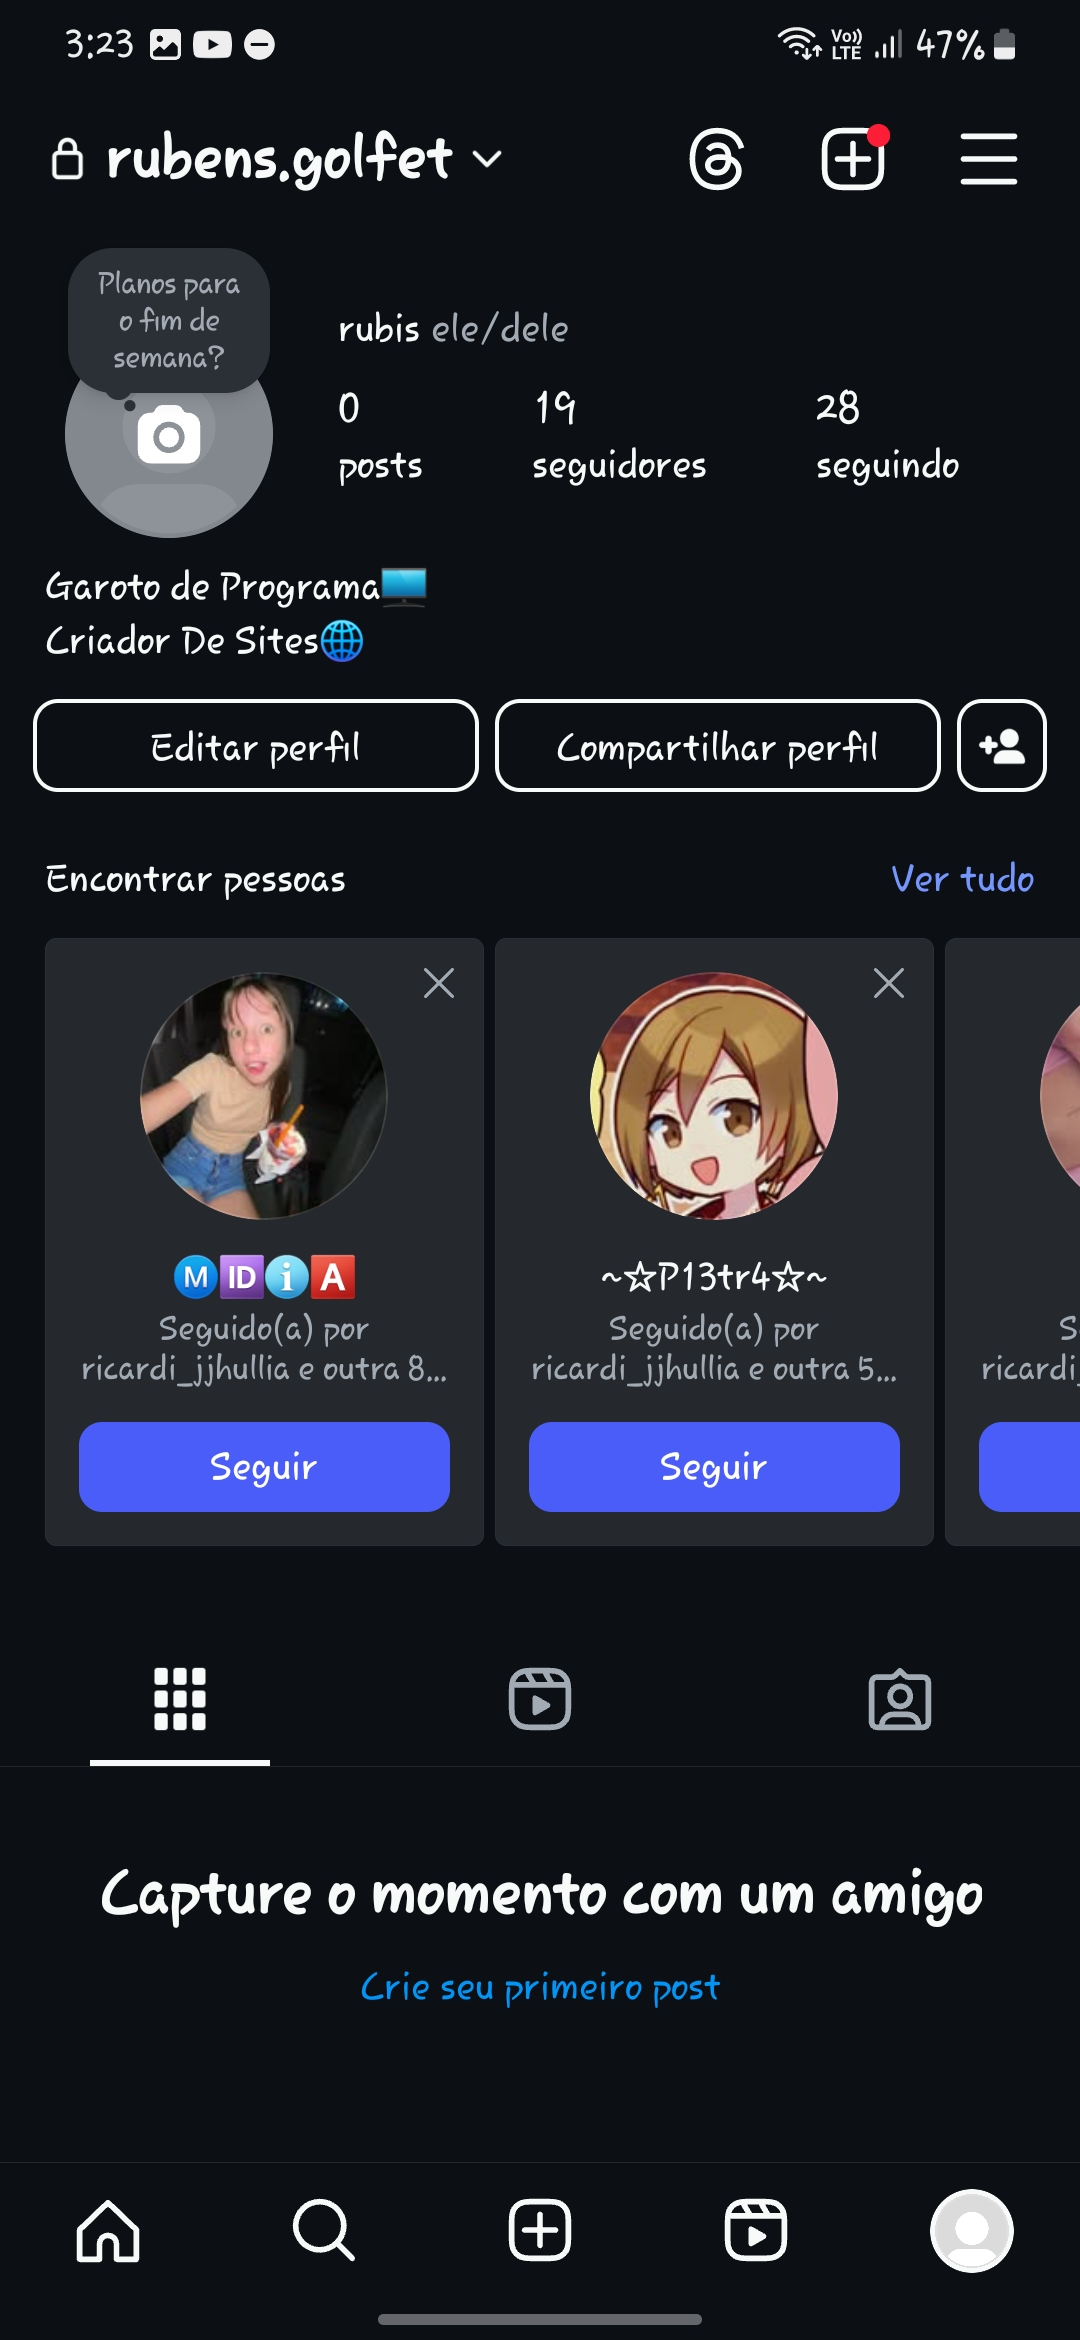 3:23
Vo)) LTE 47%
rubens.golfet
Planos para
o fim de
semana?
rubis ele/dele
0 19 28
posts seguidores seguindo
Garoto de Programa🖥️
Criador De Sites🌐
Editar perfil Compartilhar perfil
Encontrar pessoas Ver tudo
Ⓜ️🆔ℹ️🅰️ ~☆P13tr4☆~
Seguido(a) por Seguido(a) por S
ricardi_jjhullia e outra 8... ricardi_jjhullia e outra 5... ricardi_
Seguir Seguir
Capture o momento com um amigo
Crie seu primeiro post